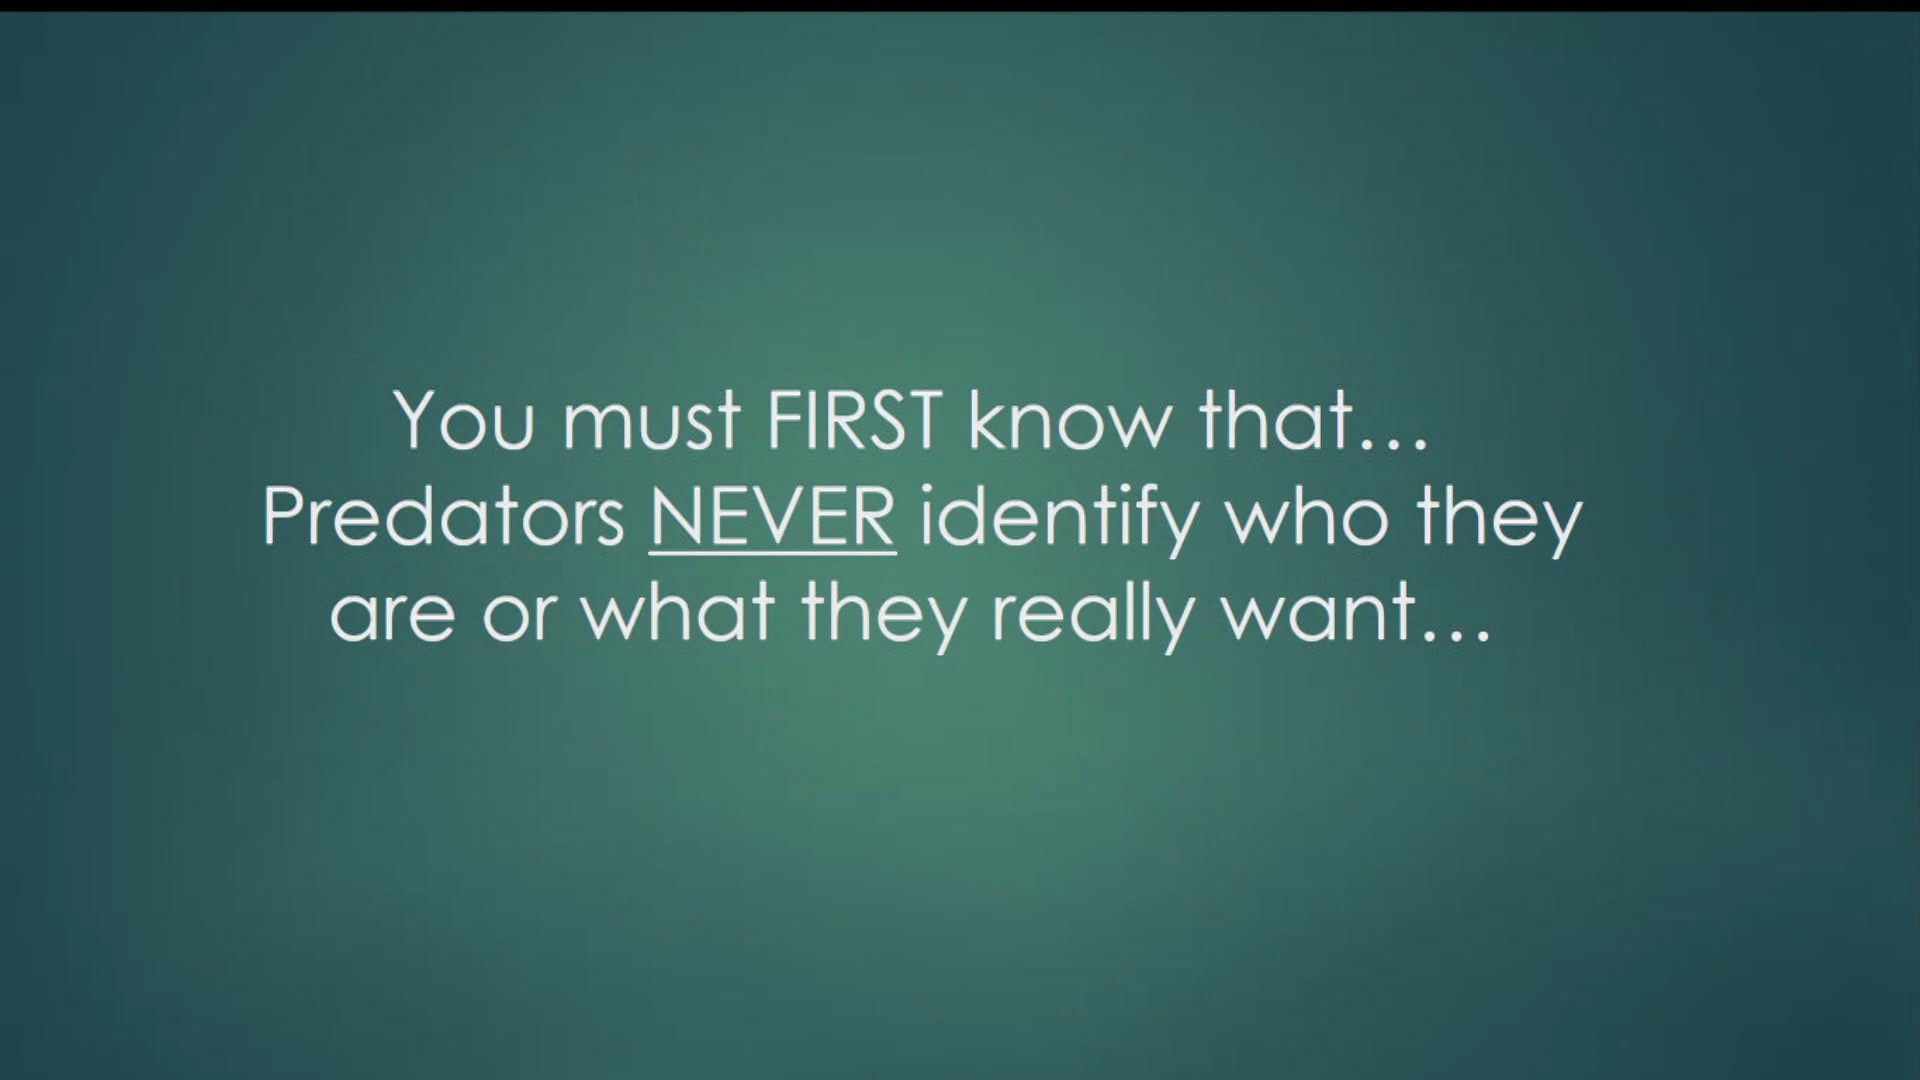 You must FIRST know that...
Predators NEVER identify who they
are or what they really want...